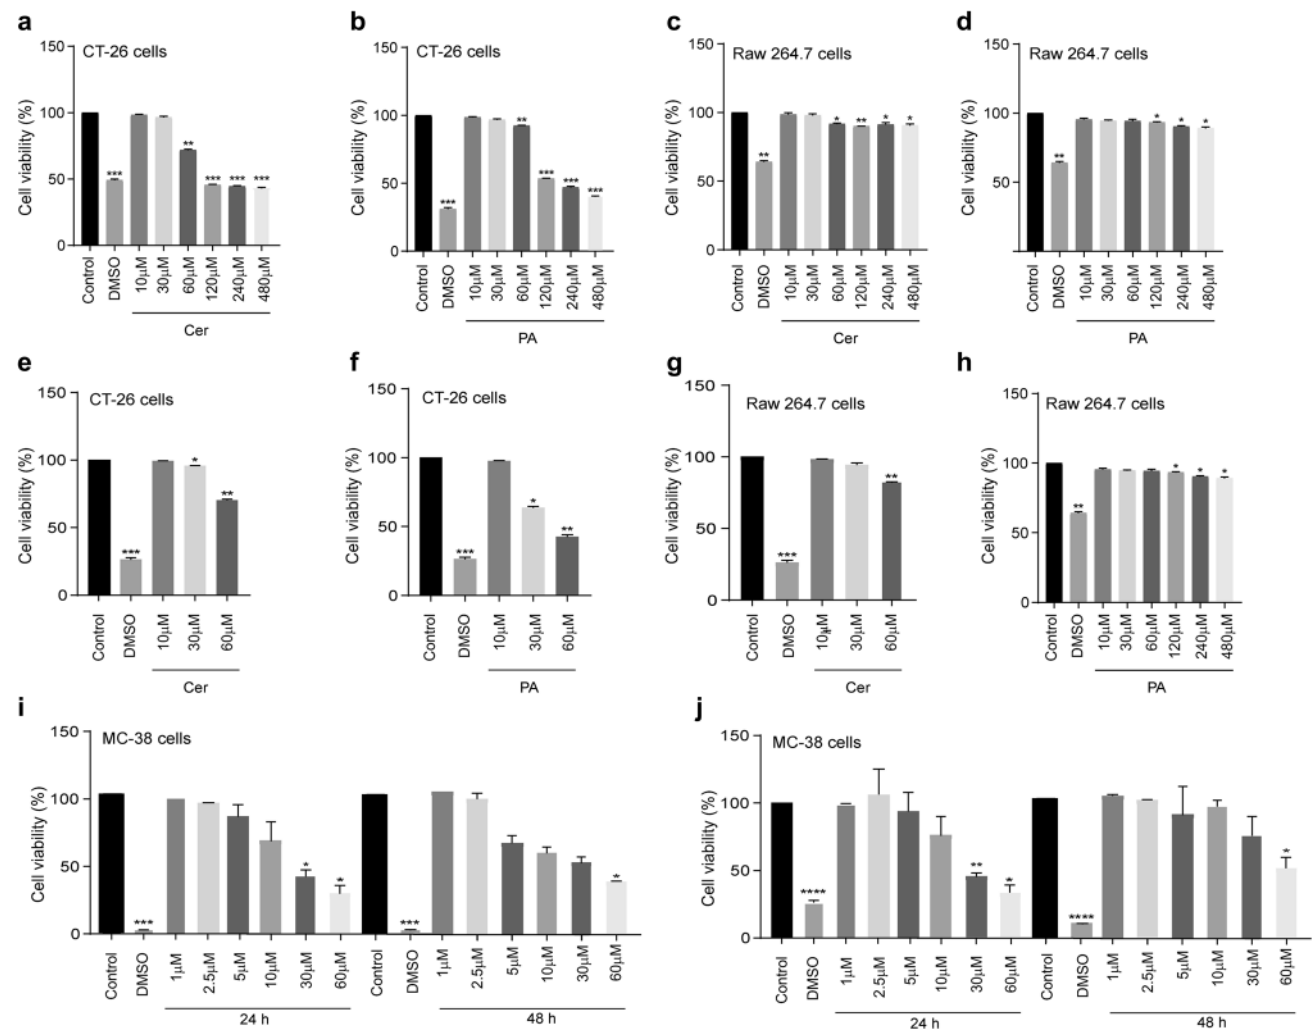 a
CT-26 cells
Cell viability (%)
150
100
50
0
Control
DMSO
10µM
30µM
60µM
120µM
240µM
480µM
***
**
***
***
***
Cer
b
CT-26 cells
Cell viability (%)
150
100
50
0
Control
DMSO
10µM
30µM
60µM
120µM
240µM
480µM
***
**
***
***
***
PA
c
Raw 264.7 cells
Cell viability (%)
150
100
50
0
Control
DMSO
10µM
30µM
60µM
120µM
240µM
480µM
**
*
**
*
*
Cer
d
Raw 264.7 cells
Cell viability (%)
150
100
50
Control
DMSO
10µM
30µM
60µM
120µM
240µM
480µM
**
*
*
*
PA
e
CT-26 cells
Cell viability (%)
150
100
50
0
Control
DMSO
10µM
30µM
60µM
***
*
**
Cer
f
CT-26 cells
Cell viability (%)
150
100
50
0
Control
DMSO
10µM
30µM
60µM
***
*
**
PA
g
Raw 264.7 cells
Cell viability (%)
150
100
50
0
Control
DMSO
10µM
30µM
60µM
***
**
Cer
h
Raw 264.7 cells
Cell viability (%)
150
100
50
0
Control
DMSO
10µM
30µM
60µM
120µM
240µM
480µM
**
*
*
*
PA
i
MC-38 cells
Cell viability (%)
150
100
50
0
Control
DMSO
1µM
2.5µM
5µM
10µM
30µM
60µM
Control
DMSO
1µM
2.5µM
5µM
10µM
30µM
60µM
***
*
*
***
*
24 h
48 h
j
MC-38 cells
Cell viability (%)
150
100
50
0
Control
DMSO
1µM
2.5µM
5µM
10µM
30µM
60µM
Control
DMSO
1µM
2.5µM
5µM
10µM
30µM
60µM
****
**
*
****
*
24 h
48 h